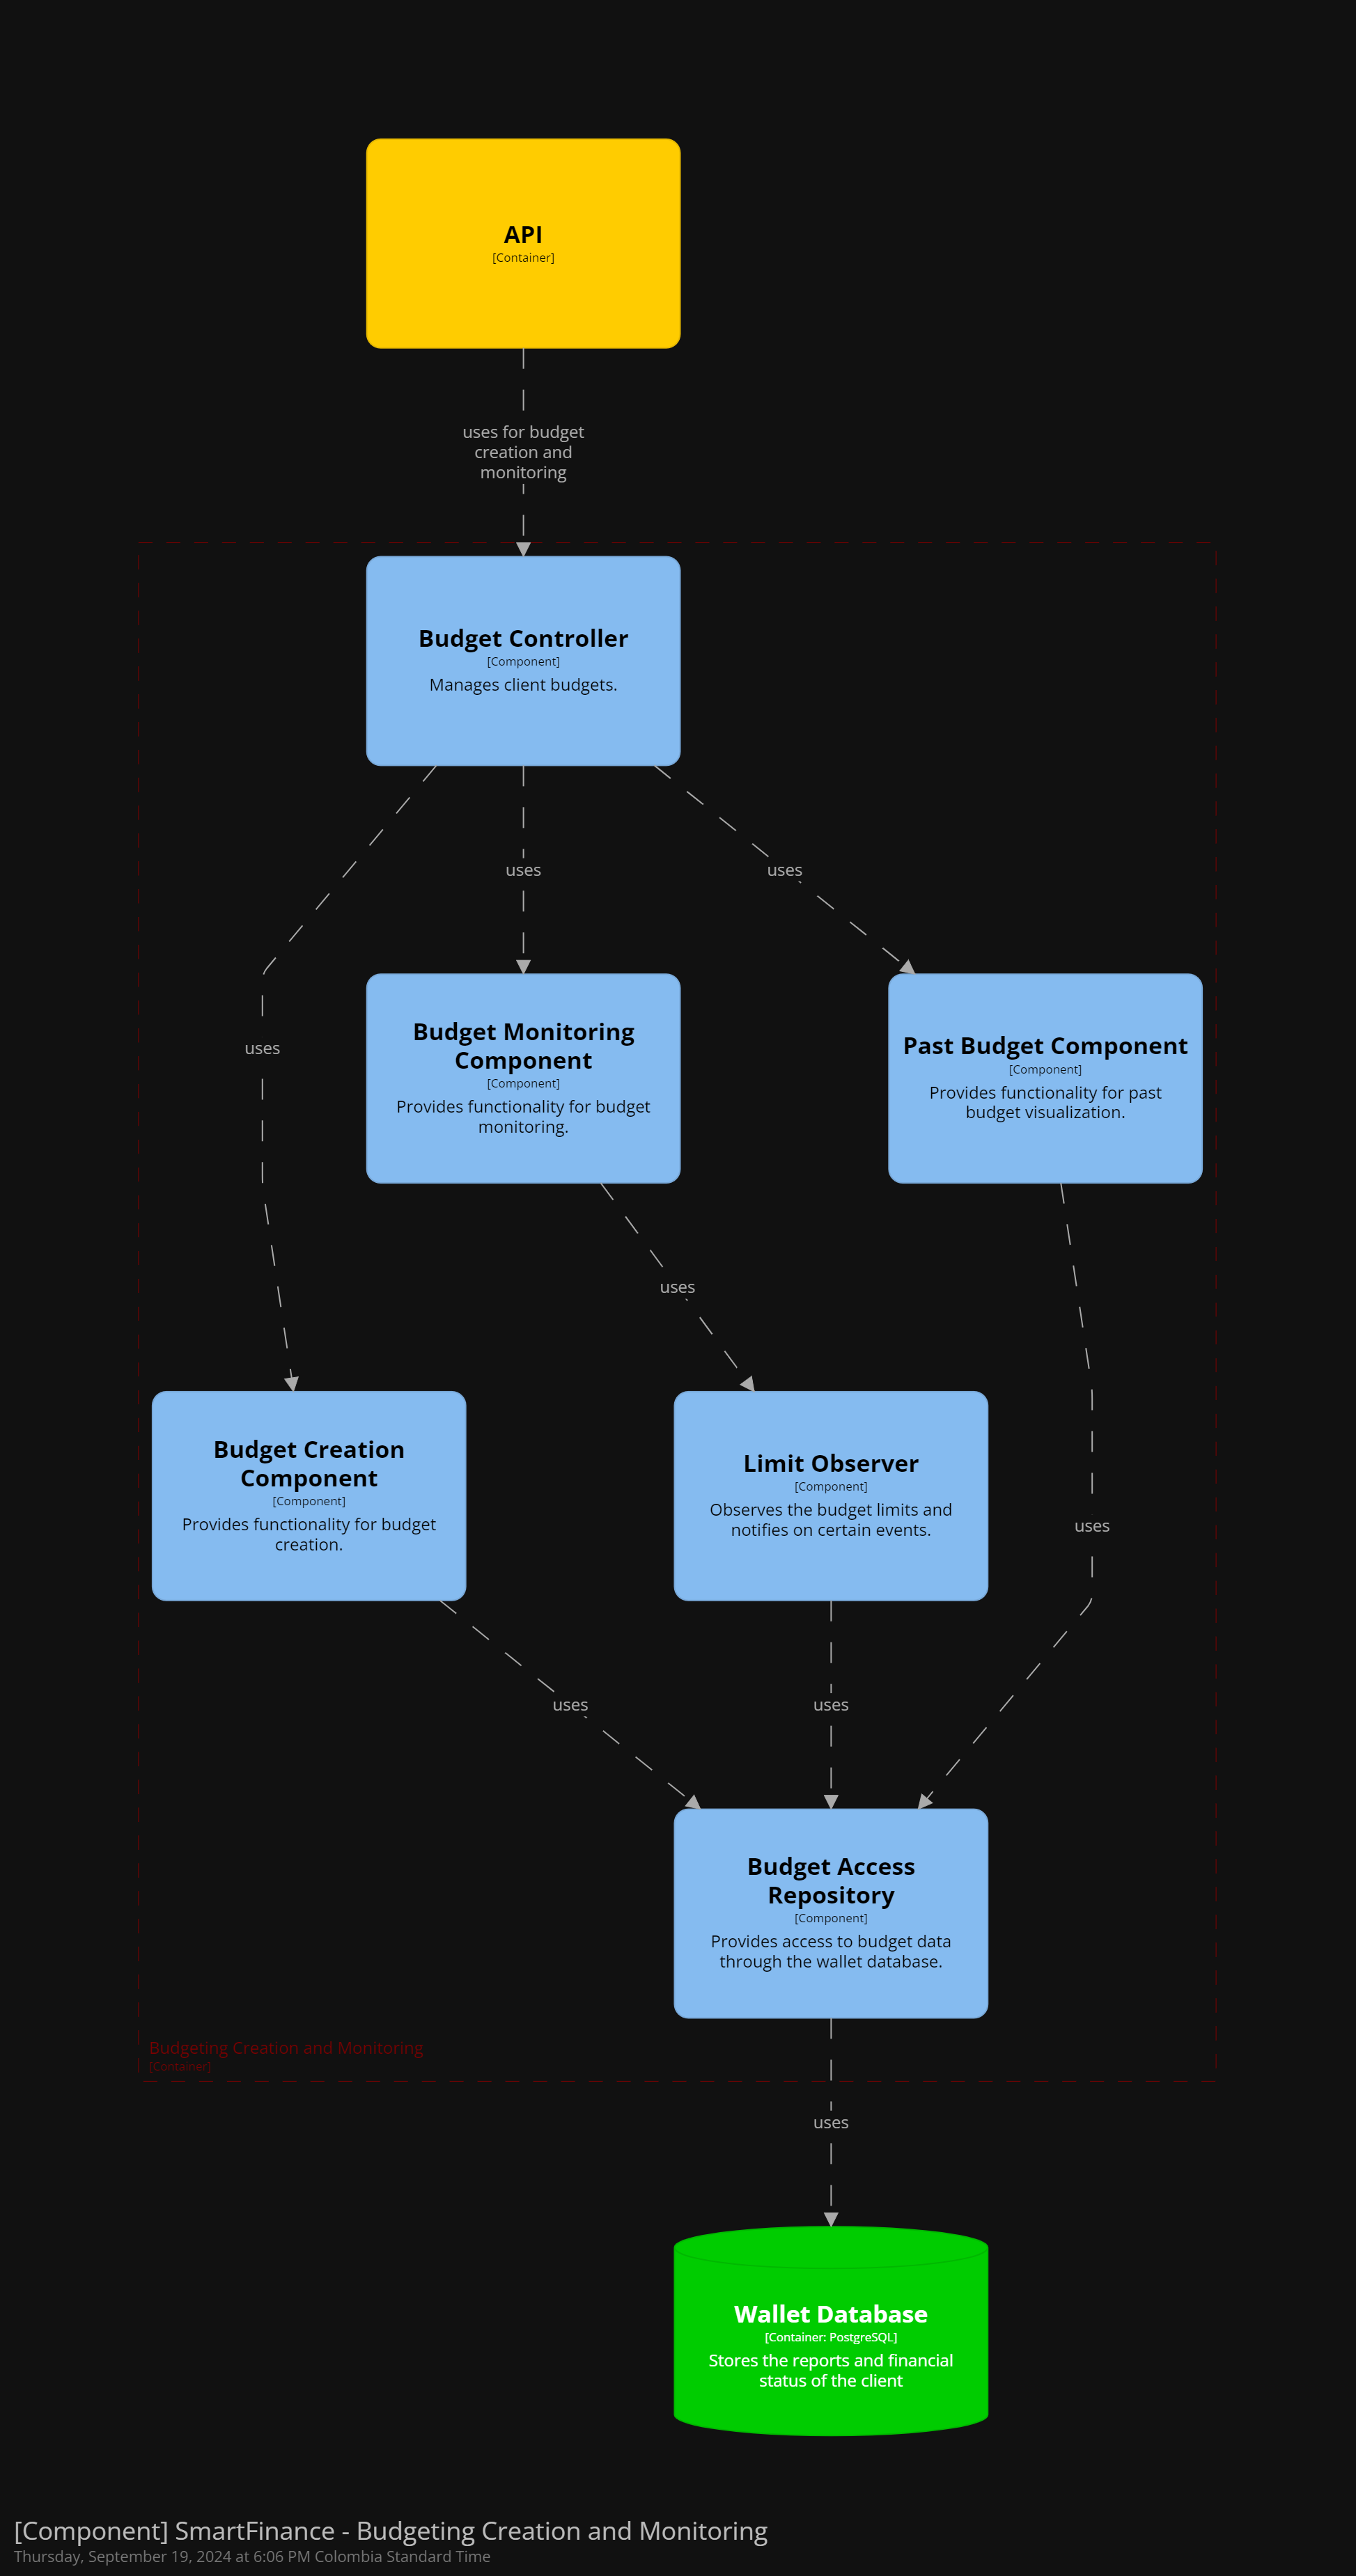 API
[Container]
uses for budget
creation and
monitoring
Budget Controller
[Component]
Manages client budgets.
uses
uses
Budget Monitoring
Component
[Component]
Provides functionality for budget
monitoring.
Past Budget Component
[Component]
Provides functionality for past
budget visualization.
uses
uses
Budget Creation
Component
[Component]
Provides functionality for budget
creation.
Limit Observer
[Component]
Observes the budget limits and
notifies on certain events.
uses
uses
uses
Budget Access
Repository
[Component]
Provides access to budget data
through the wallet database.
Budgeting Creation and Monitoring
[Container]
uses
Wallet Database
[Container: PostgreSQL]
Stores the reports and financial
status of the client
[Component] SmartFinance - Budgeting Creation and Monitoring
Thursday, September 19, 2024 at 6:06 PM Colombia Standard Time